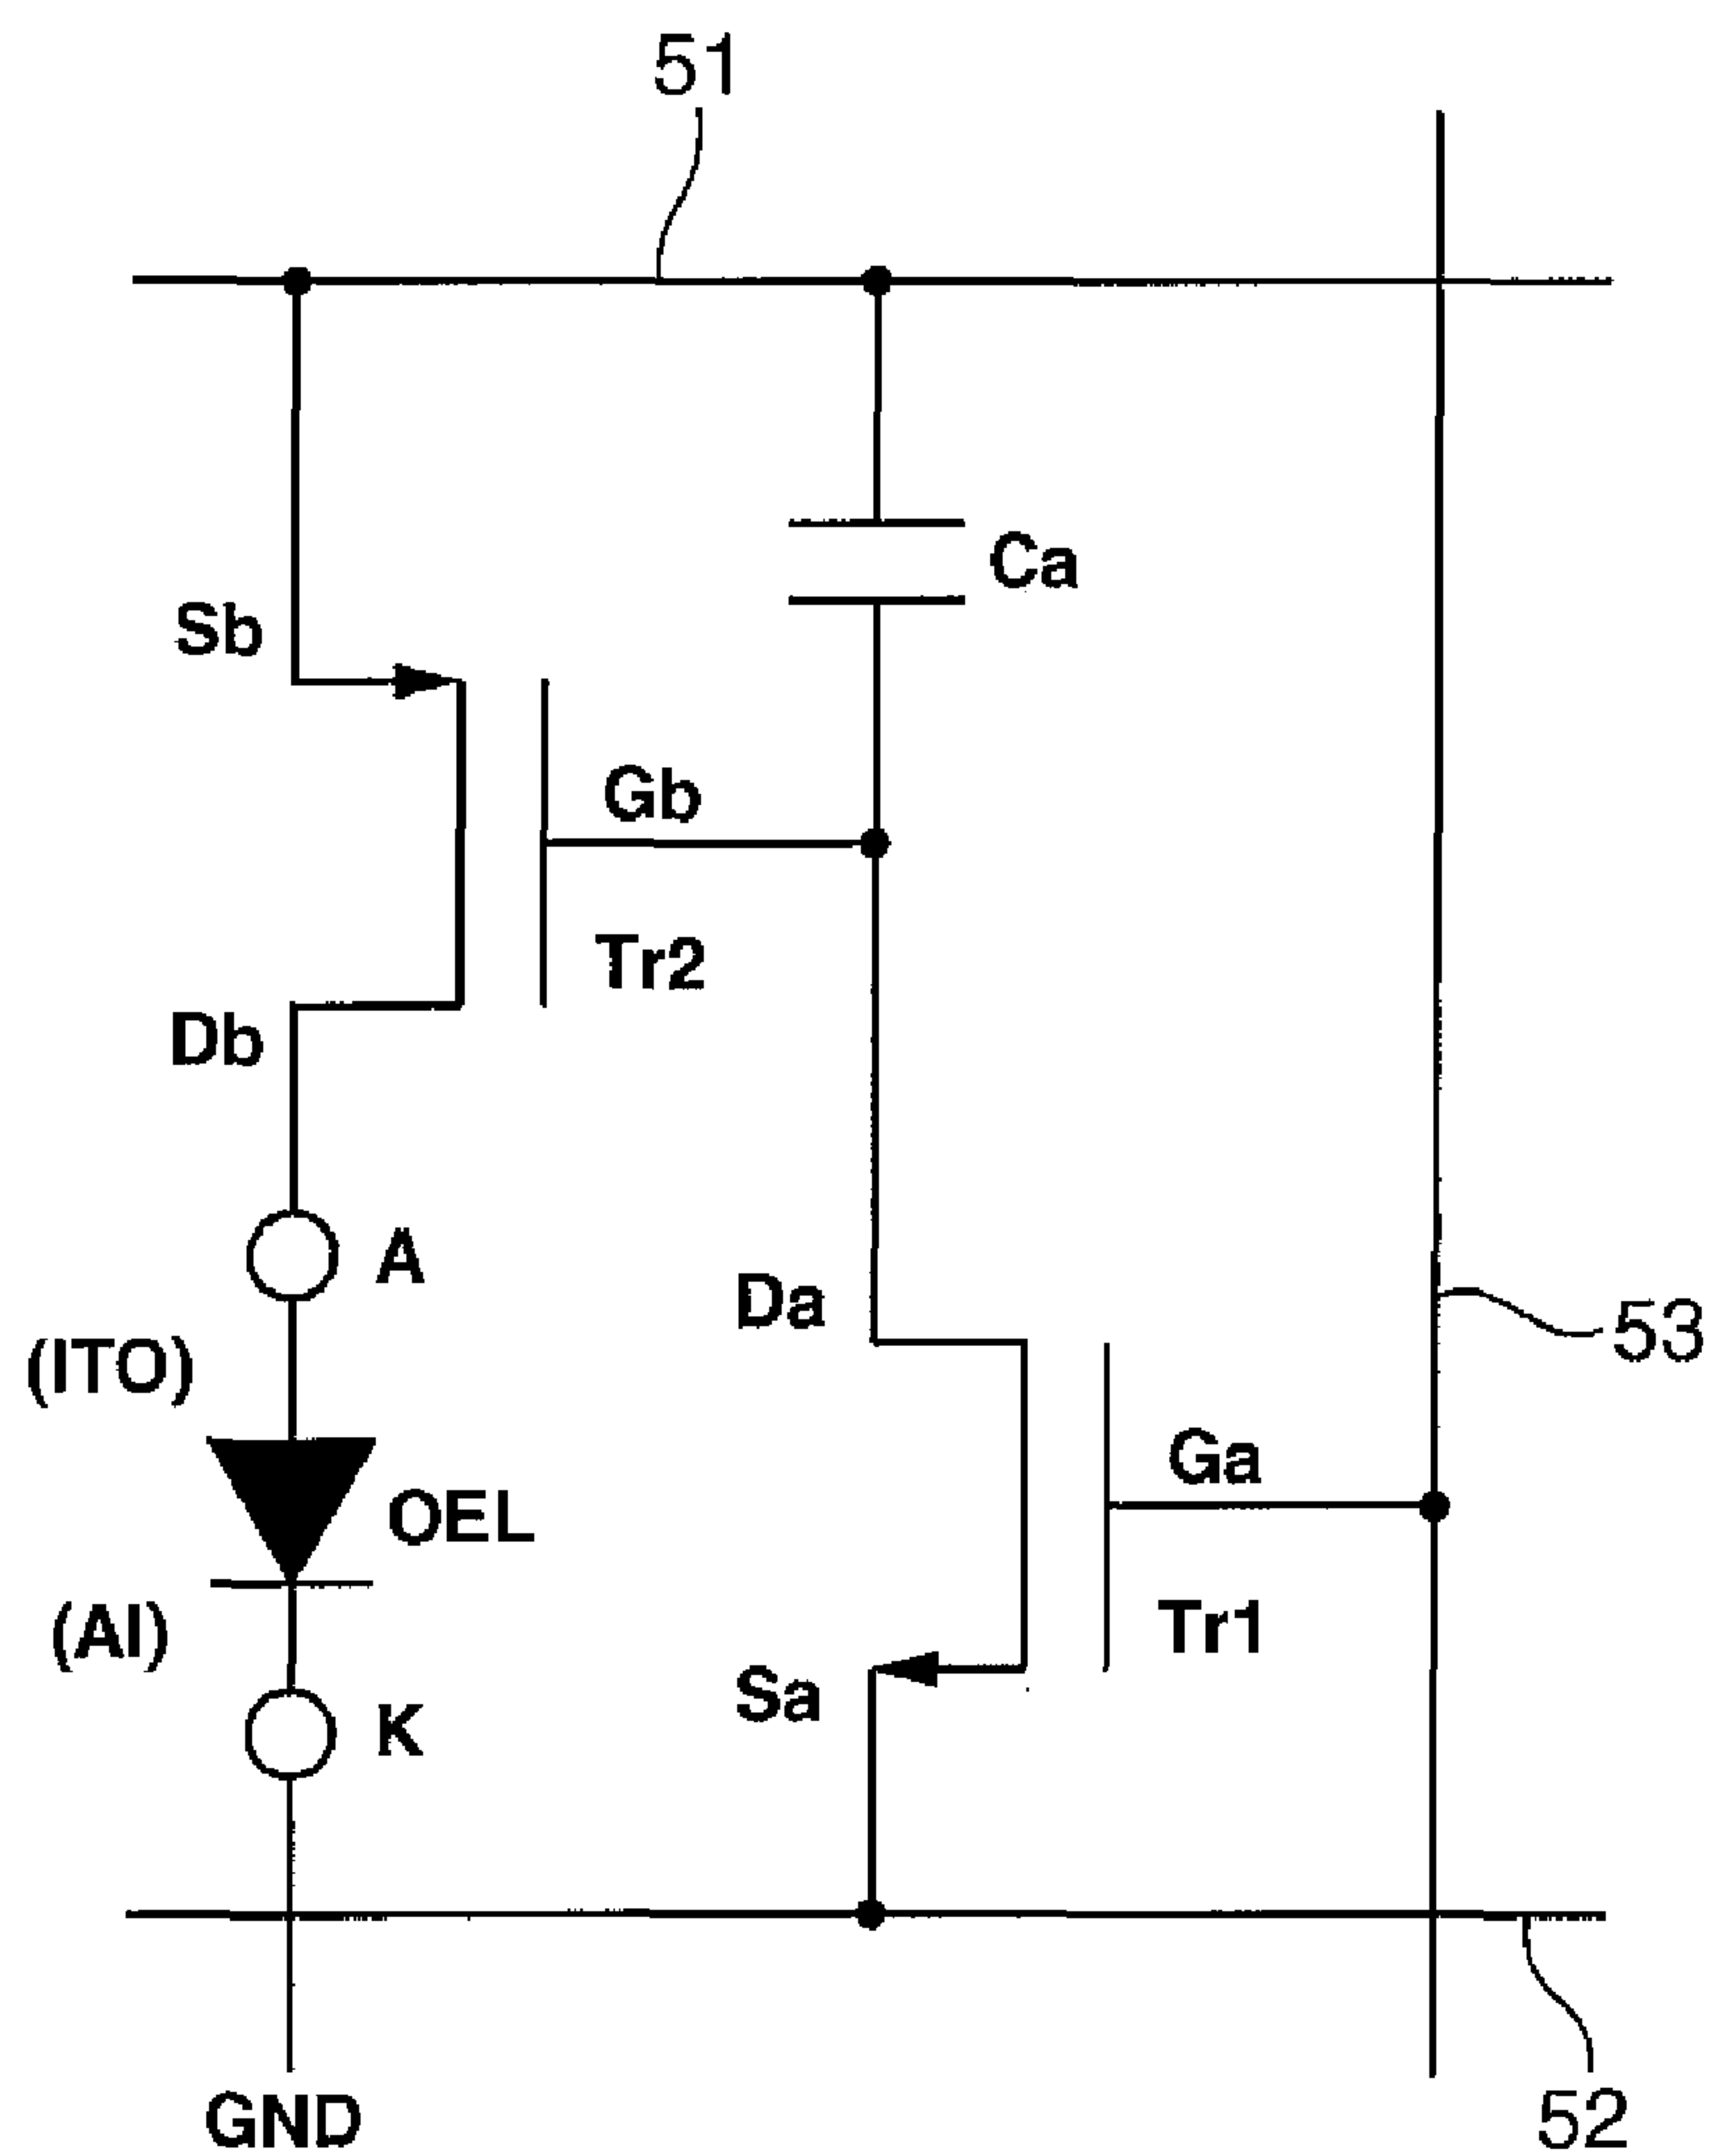 51
Ca
Sb
Gb
Tr2
Db
A
Da
53
(ITO)
Ga
OEL
(Al)
Tr1
Sa
K
GND
52